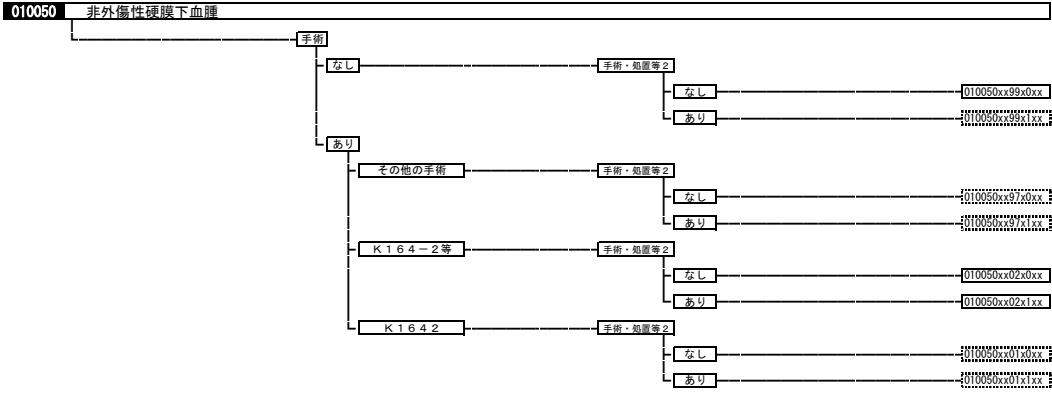 010050 非外傷性硬膜下血腫
手術
なし 手術・処置等2
なし 010050xx99x0xx
あり 010050xx99x1xx
あり
その他の手術 手術・処置等2
なし 010050xx97x0xx
あり 010050xx97x1xx
K164-2等 手術・処置等2
なし 010050xx02x0xx
あり 010050xx02x1xx
K1642 手術・処置等2
なし 010050xx01x0xx
あり 010050xx01x1xx